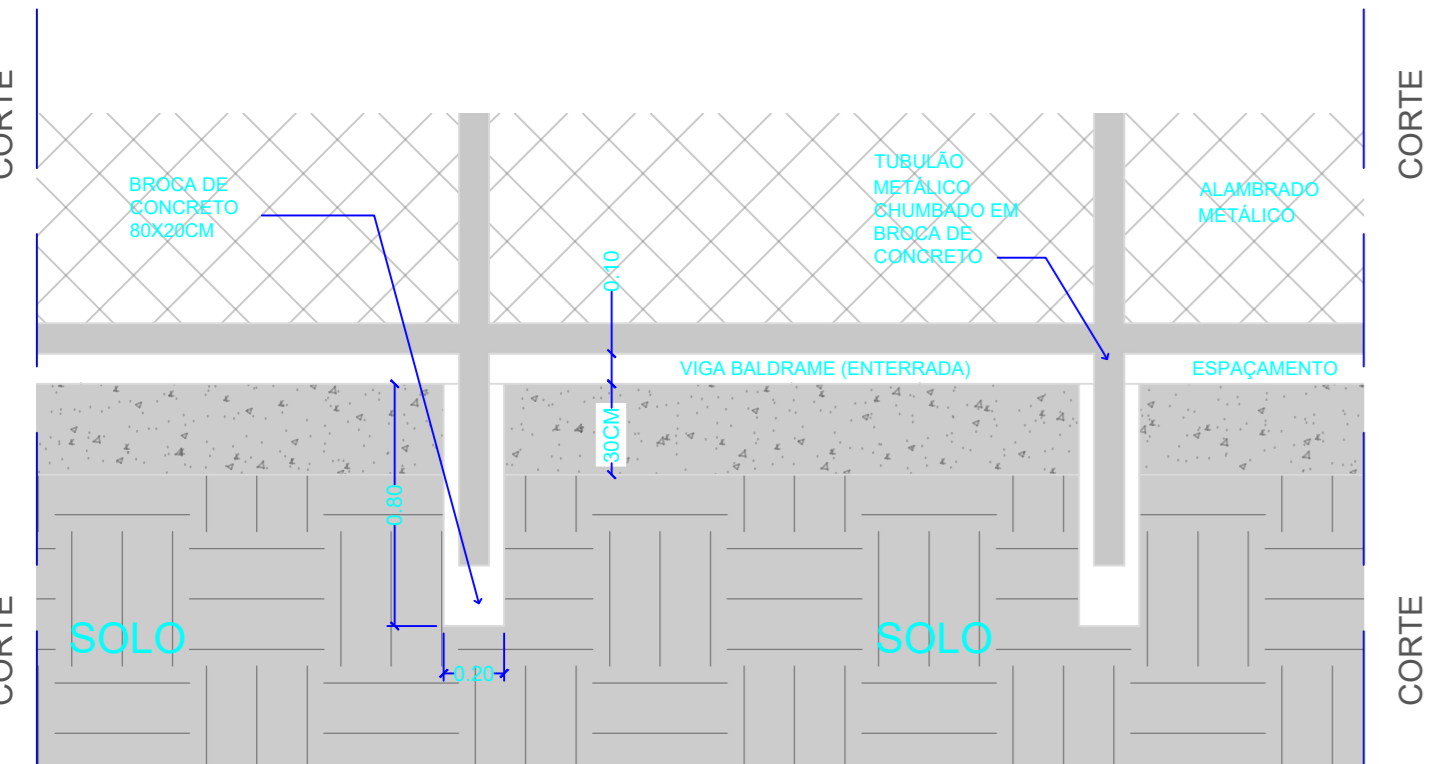 CORTE
CORTE
BROCA DE
CONCRETO
80X20CM
TUBULÃO
METÁLICO
CHUMBADO EM
BROCA DE
CONCRETO
ALAMBRADO
METÁLICO
0.10
VIGA BALDRAME (ENTERRADA)
ESPAÇAMENTO
30CM
0.80
SOLO
SOLO
0.20
CORTE
CORTE